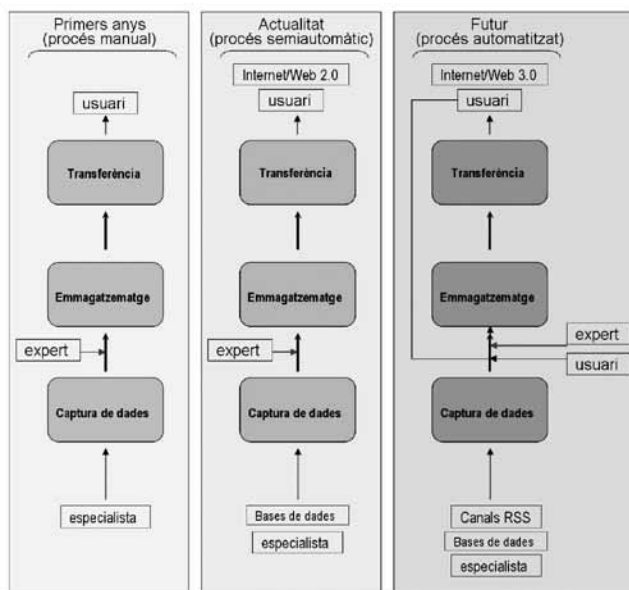 Primers anys
(procés manual)
usuari
Transferència
Emmagatzematge
expert
Captura de dades
especialista
Actualitat
(procés semiautomàtic)
Internet/Web 2.0
usuari
Transferència
Emmagatzematge
expert
Captura de dades
Bases de dades
especialista
Futur
(procés automatitzat)
Internet/Web 3.0
usuari
Transferència
Emmagatzematge
expert
usuari
Captura de dades
Canals RSS
Bases de dades
especialista